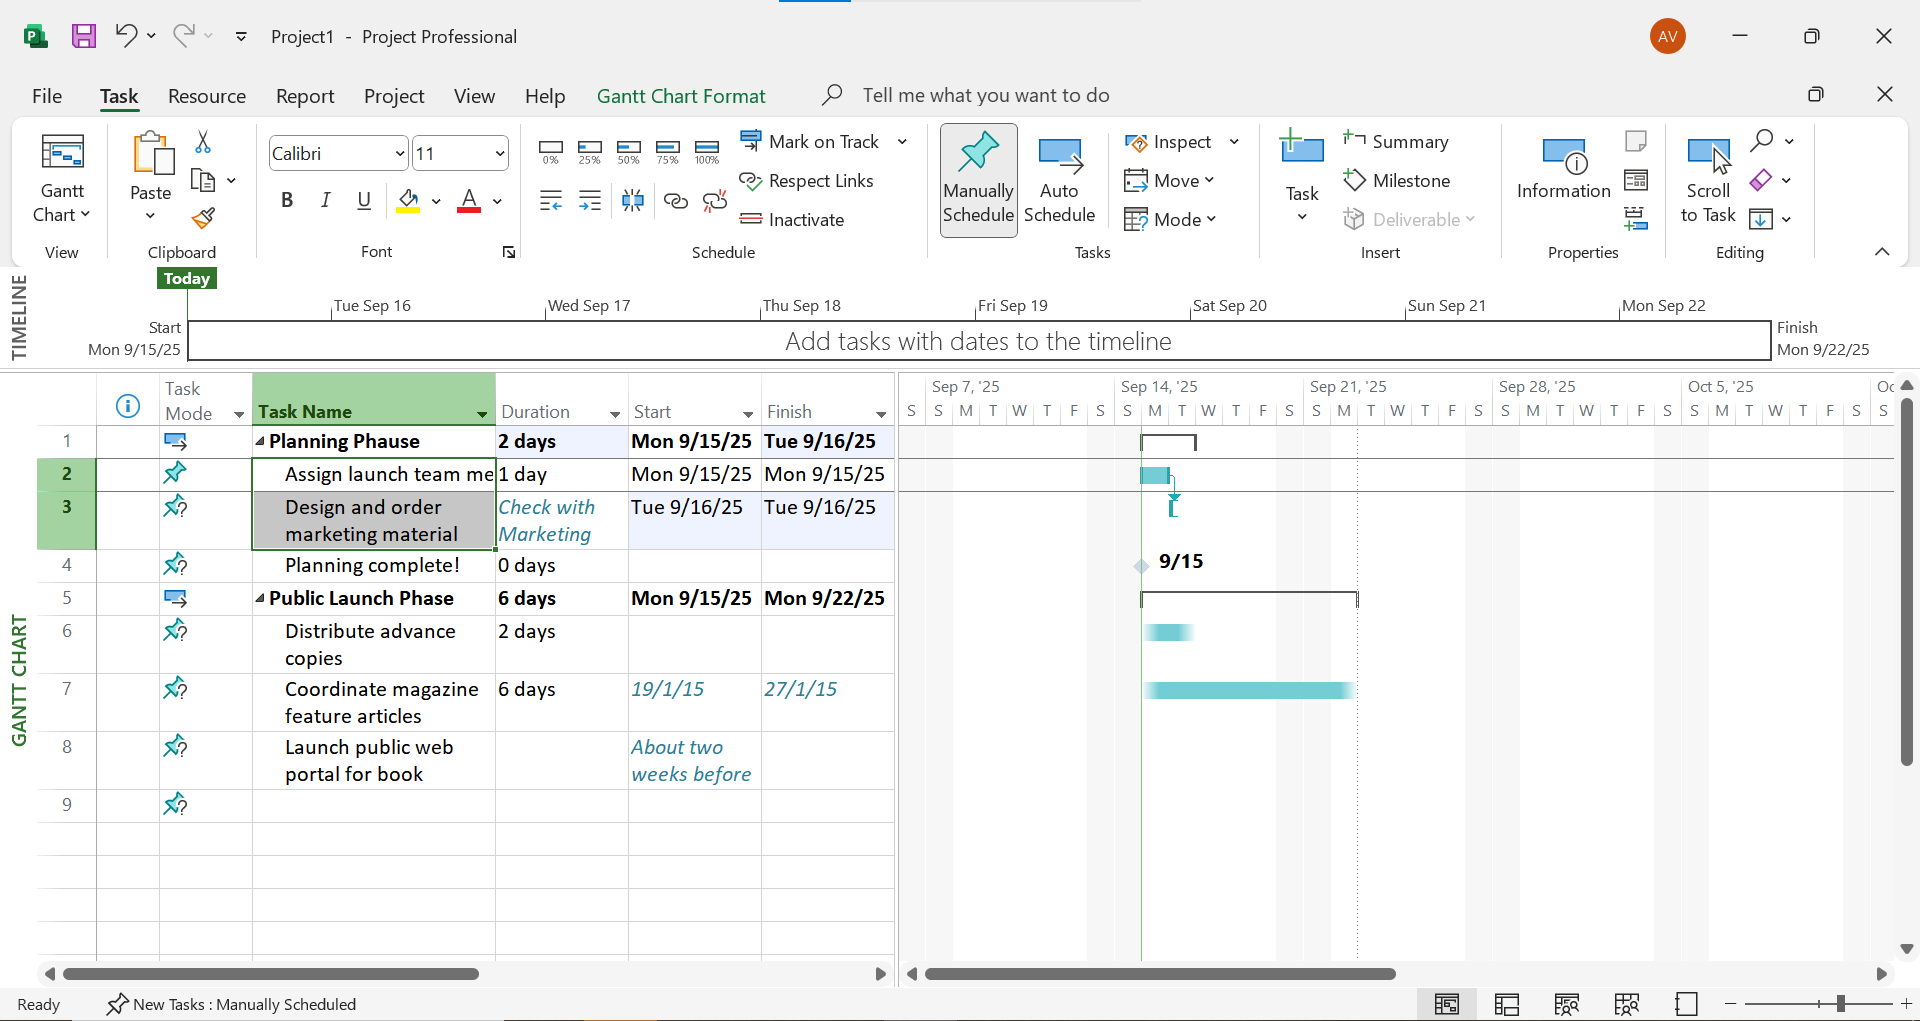 Project1 - Project Professional
AV
File Task Resource Report Project View Help Gantt Chart Format Tell me what you want to do
Gantt Chart
View
Paste
Clipboard
Calibri 11
B I U A
Font
0% 25% 50% 75% 100%
Mark on Track
Respect Links
Inactivate
Schedule
Manually Schedule
Auto Schedule
Inspect
Move
Mode
Tasks
Task
Summary
Milestone
Deliverable
Insert
Information
Properties
Scroll to Task
Editing
TIMELINE
Today
Tue Sep 16 Wed Sep 17 Thu Sep 18 Fri Sep 19 Sat Sep 20 Sun Sep 21 Mon Sep 22
Start
Mon 9/15/25
Add tasks with dates to the timeline
Finish
Mon 9/22/25
GANTT CHART
Task Mode Task Name Duration Start Finish
Sep 7, '25 Sep 14, '25 Sep 21, '25 Sep 28, '25 Oct 5, '25 Oc
S S M T W T F S S M T W T F S S M T W T F S S M T W T F S S M T W T F S S
1 Planning Phause 2 days Mon 9/15/25 Tue 9/16/25
2 Assign launch team me 1 day Mon 9/15/25 Mon 9/15/25
3 Design and order marketing material Check with Marketing Tue 9/16/25 Tue 9/16/25
4 Planning complete! 0 days
9/15
5 Public Launch Phase 6 days Mon 9/15/25 Mon 9/22/25
6 Distribute advance copies 2 days
7 Coordinate magazine feature articles 6 days 19/1/15 27/1/15
8 Launch public web portal for book About two weeks before
9
Ready New Tasks : Manually Scheduled